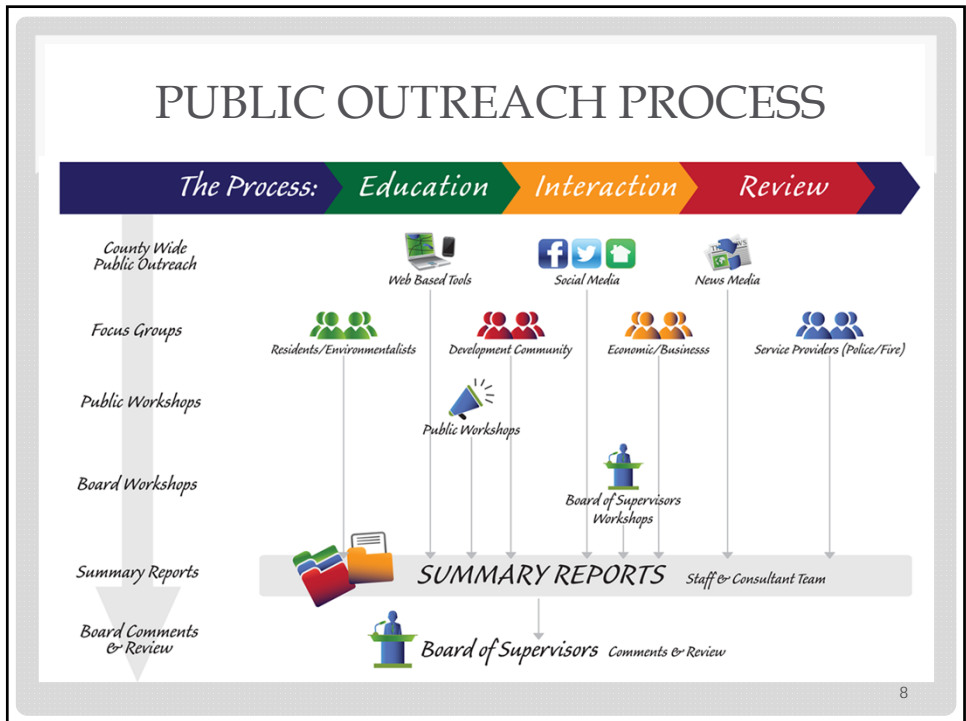 PUBLIC OUTREACH PROCESS
The Process: Education Interaction Review
County Wide
Public Outreach
Web Based Tools
Social Media
News Media
Focus Groups
Residents/Environmentalists
Development Community
Economic/Businesss
Service Providers (Police/Fire)
Public Workshops
Public Workshops
Board Workshops
Board of Supervisors
Workshops
Summary Reports
SUMMARY REPORTS Staff & Consultant Team
Board Comments
& Review
Board of Supervisors Comments & Review
8